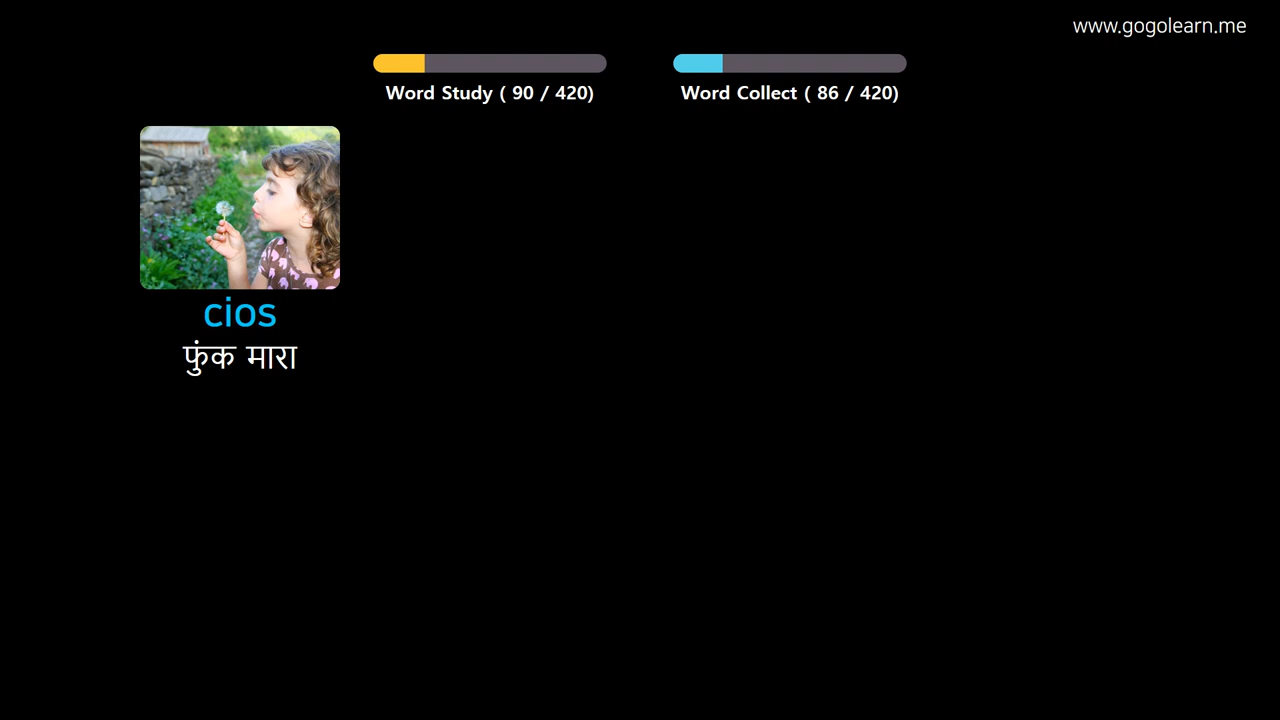 www.gogolearn.me
Word Study ( 90 / 420)
Word Collect ( 86 / 420)
cios
फुंक मारा